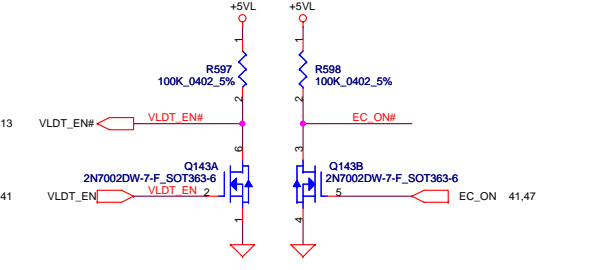 +5VL +5VL
1 1
R597 R598
100K_0402_5% 100K_0402_5%
2 2
13 VLDT_EN# VLDT_EN# EC_ON#
6 3
Q143A Q143B
2N7002DW-7-F_SOT363-6 2N7002DW-7-F_SOT363-6
41 VLDT_EN VLDT_EN 2 5 EC_ON 41,47
1 4